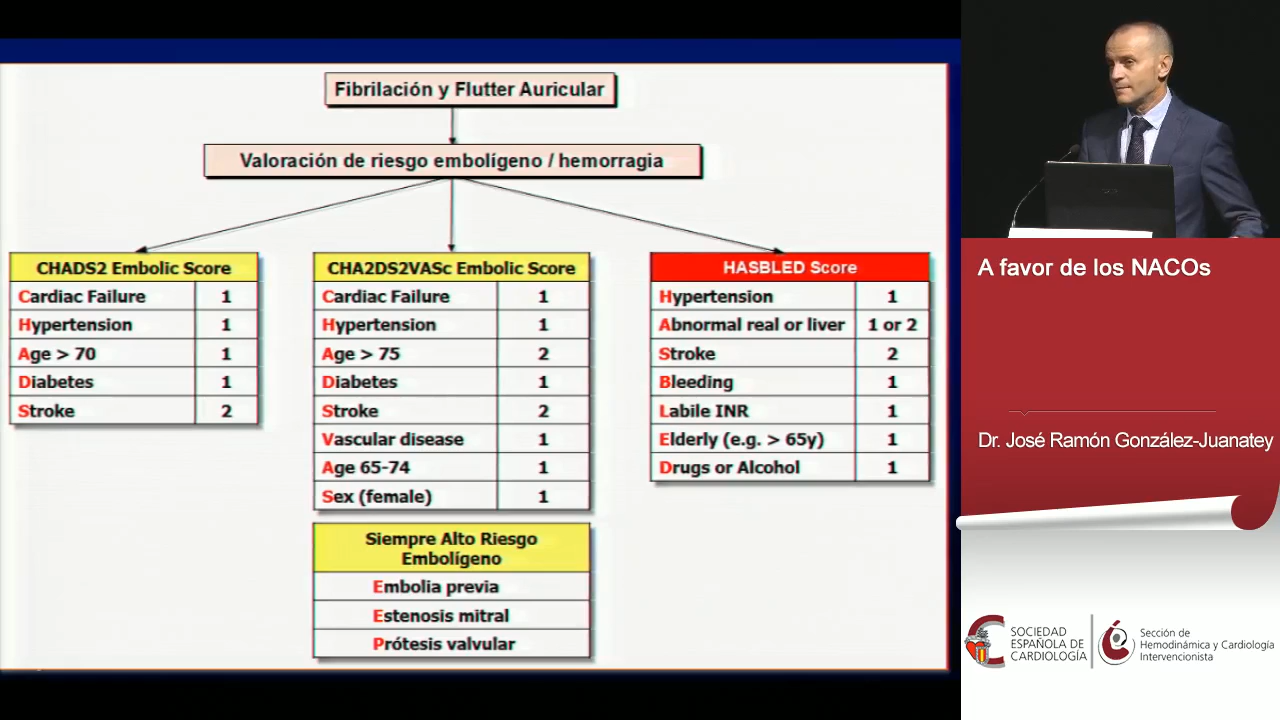 Fibrilación y Flutter Auricular
Valoración de riesgo embolígeno / hemorragia
CHADS2 Embolic Score
Cardiac Failure 1
Hypertension 1
Age > 70 1
Diabetes 1
Stroke 2
CHA2DS2VASc Embolic Score
Cardiac Failure 1
Hypertension 1
Age > 75 2
Diabetes 1
Stroke 2
Vascular disease 1
Age 65-74 1
Sex (female) 1
Siempre Alto Riesgo
Embolígeno
Embolia previa
Estenosis mitral
Prótesis valvular
HASBLED Score
Hypertension 1
Abnormal real or liver 1 or 2
Stroke 2
Bleeding 1
Labile INR 1
Elderly (e.g. > 65y) 1
Drugs or Alcohol 1
A favor de los NACOs
Dr. José Ramón González-Juanatey
SOCIEDAD
ESPAÑOLA DE
CARDIOLOGÍA
Sección de
Hemodinámica y Cardiología
Intervencionista